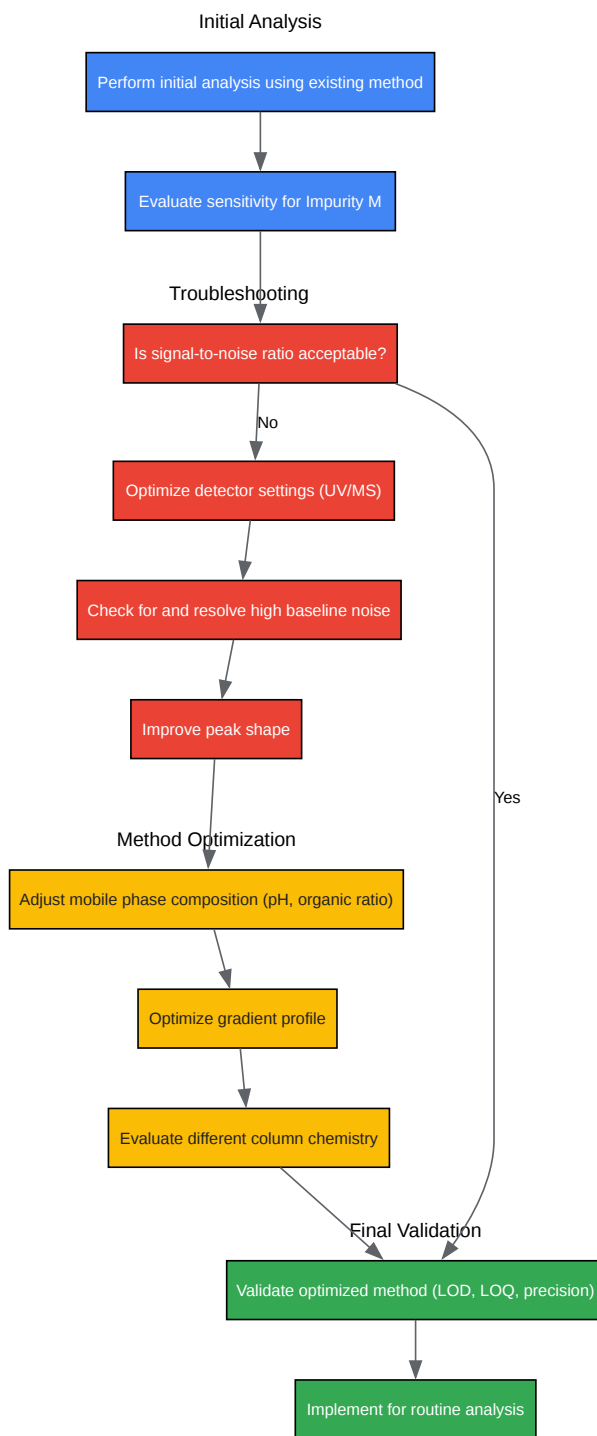 Initial Analysis
Perform initial analysis using existing method
Evaluate sensitivity for Impurity M
Troubleshooting
Is signal-to-noise ratio acceptable?
No
Optimize detector settings (UV/MS)
Check for and resolve high baseline noise
Improve peak shape
Yes
Method Optimization
Adjust mobile phase composition (pH, organic ratio)
Optimize gradient profile
Evaluate different column chemistry
Final Validation
Validate optimized method (LOD, LOQ, precision)
Implement for routine analysis